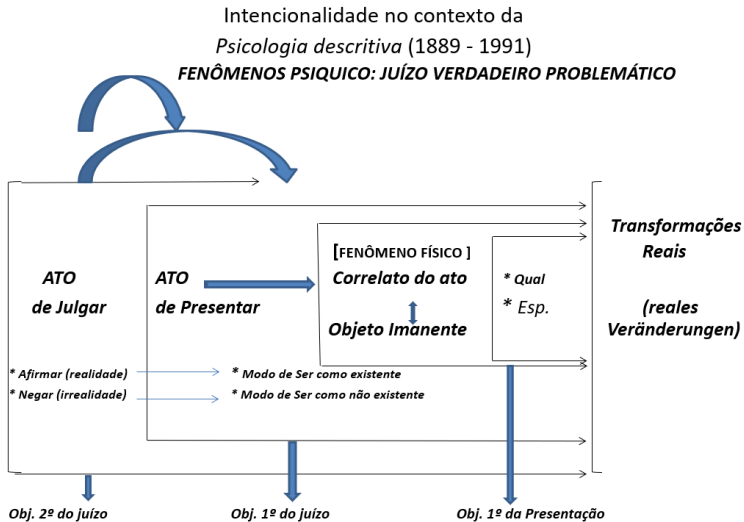 Intencionalidade no contexto da
Psicologia descritiva (1889 - 1991)
FENÔMENOS PSIQUICO: JUÍZO VERDADEIRO PROBLEMÁTICO
ATO
de Julgar
* Afirmar (realidade)
* Negar (irrealidade)
ATO
de Presentar
* Modo de Ser como existente
* Modo de Ser como não existente
[FENÔMENO FÍSICO ]
Correlato do ato
Objeto Imanente
* Qual
* Esp.
Transformações
Reais
(reales
Veränderungen)
Obj. 2º do juízo
Obj. 1º do juízo
Obj. 1º da Presentação